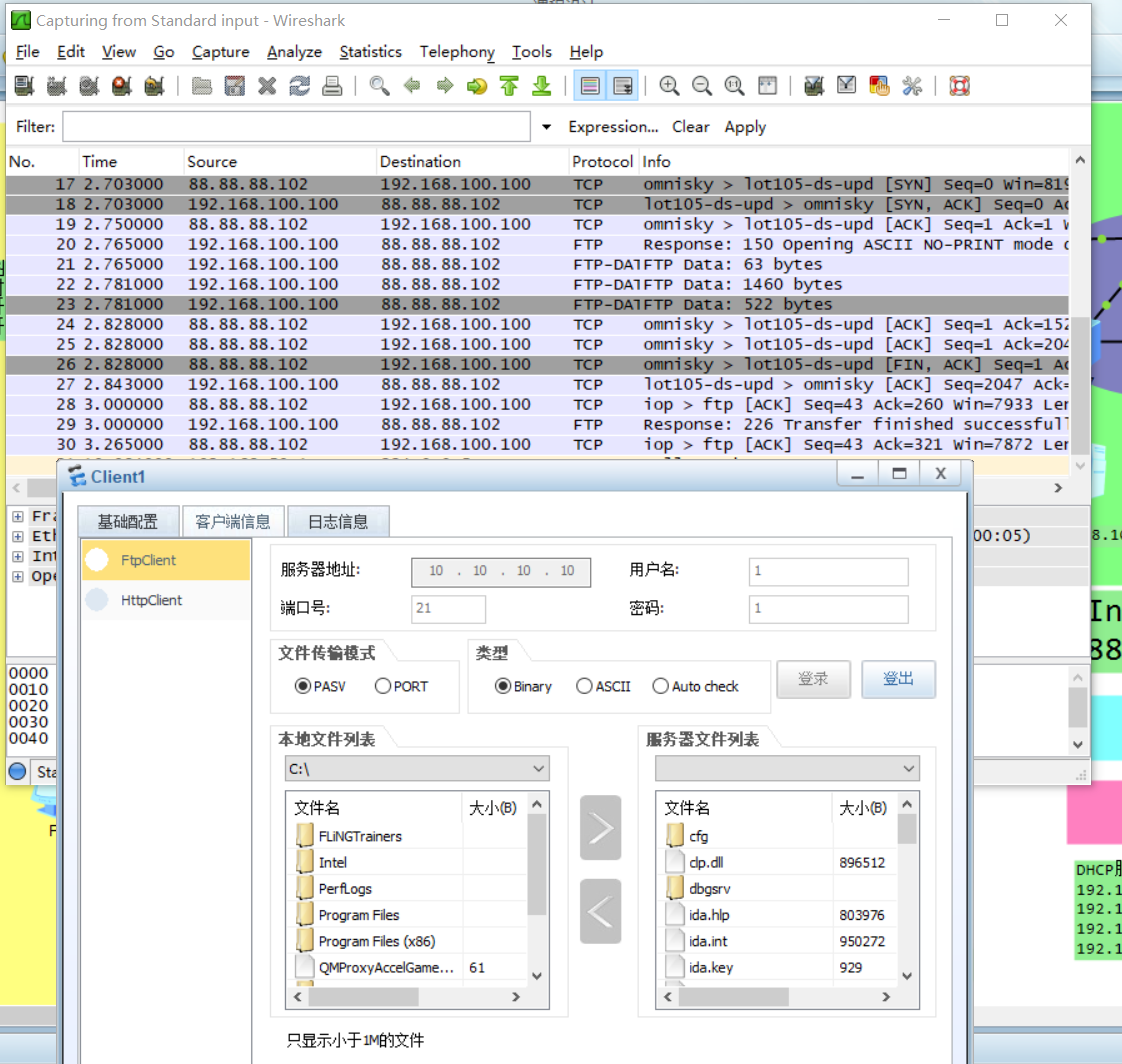 Capturing from Standard input - Wireshark
File Edit View Go Capture Analyze Statistics Telephony Tools Help
Filter: Expression... Clear Apply
No. Time Source Destination Protocol Info
17 2.703000 88.88.88.102 192.168.100.100 TCP omnisky > lot105-ds-upd [SYN] Seq=0 Win=819
18 2.703000 192.168.100.100 88.88.88.102 TCP lot105-ds-upd > omnisky [SYN, ACK] Seq=0 Ac
19 2.750000 88.88.88.102 192.168.100.100 TCP omnisky > lot105-ds-upd [ACK] Seq=1 Ack=1 W
20 2.765000 192.168.100.100 88.88.88.102 FTP Response: 150 Opening ASCII NO-PRINT mode
21 2.765000 192.168.100.100 88.88.88.102 FTP-DATFTP Data: 63 bytes
22 2.781000 192.168.100.100 88.88.88.102 FTP-DATFTP Data: 1460 bytes
23 2.781000 192.168.100.100 88.88.88.102 FTP-DATFTP Data: 522 bytes
24 2.828000 88.88.88.102 192.168.100.100 TCP omnisky > lot105-ds-upd [ACK] Seq=1 Ack=152
25 2.828000 88.88.88.102 192.168.100.100 TCP omnisky > lot105-ds-upd [ACK] Seq=1 Ack=204
26 2.828000 88.88.88.102 192.168.100.100 TCP omnisky > lot105-ds-upd [FIN, ACK] Seq=1 Ac
27 2.843000 192.168.100.100 88.88.88.102 TCP lot105-ds-upd > omnisky [ACK] Seq=2047 Ack=
28 3.000000 88.88.88.102 192.168.100.100 TCP iop > ftp [ACK] Seq=43 Ack=260 Win=7933 Len
29 3.000000 192.168.100.100 88.88.88.102 FTP Response: 226 Transfer finished successful
30 3.265000 88.88.88.102 192.168.100.100 TCP iop > ftp [ACK] Seq=43 Ack=321 Win=7872 Len
Client1
Fra
Eth
00:05)
8.10
Int
Ope
基础配置 客户端信息 日志信息
FtpClient
HttpClient
服务器地址: 10 . 10 . 10 . 10 用户名: 1
端口号: 21 密码: 1
In
88
文件传输模式 类型
PASV PORT Binary ASCII Auto check 登录 登出
0000
0010
0020
0030
0040
Sta
本地文件列表 服务器文件列表
C:\
文件名 大小(B) 文件名 大小(B)
FLiNGTrainers cfg
Intel clp.dll 896512
PerfLogs dbgsrv
Program Files ida.hlp 803976
Program Files (x86) ida.int 950272
QMProxyAccelGame... 61 ida.key 929
只显示小于1M的文件
F
DHCP服
192.1
192.1
192.1
192.1